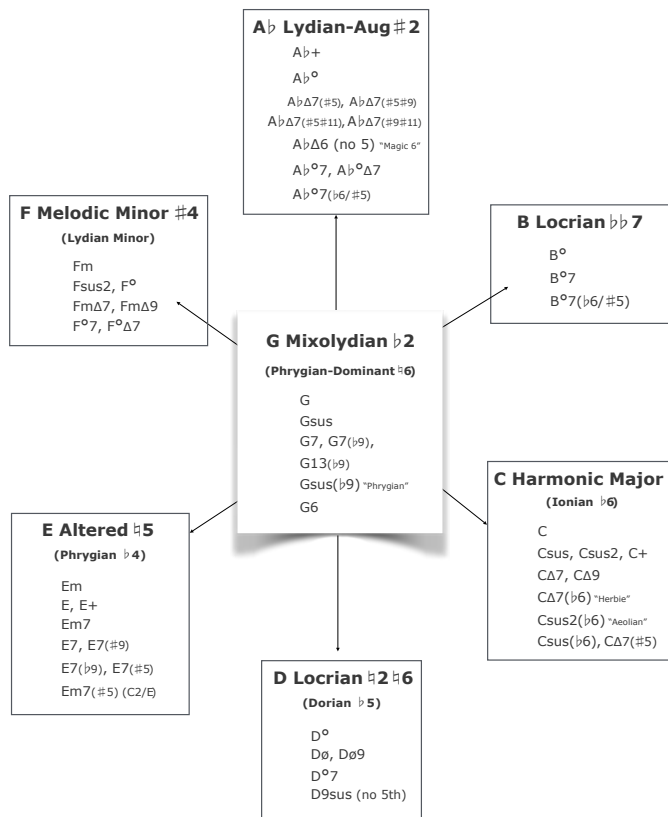 A♭ Lydian-Aug ♯2
A♭+
A♭°
A♭Δ7(♯5), A♭Δ7(♯5♯9)
A♭Δ7(♯5♯11), A♭Δ7(♯9♯11)
A♭Δ6 (no 5) "Magic 6"
A♭°7, A♭°Δ7
A♭°7(♭6/♯5)
F Melodic Minor ♯4
(Lydian Minor)
Fm
Fsus2, F°
FmΔ7, FmΔ9
F°7, F°Δ7
B Locrian ♭♭7
B°
B°7
B°7(♭6/♯5)
G Mixolydian ♭2
(Phrygian-Dominant ♮6)
G
Gsus
G7, G7(♭9),
G13(♭9)
Gsus(♭9) "Phrygian"
G6
E Altered ♮5
(Phrygian ♭4)
Em
E, E+
Em7
E7, E7(♯9)
E7(♭9), E7(♯5)
Em7(♯5) (C2/E)
C Harmonic Major
(Ionian ♭6)
C
Csus, Csus2, C+
CΔ7, CΔ9
CΔ7(♭6) "Herbie"
Csus2(♭6) "Aeolian"
Csus(♭6), CΔ7(♯5)
D Locrian ♮2 ♮6
(Dorian ♭5)
D°
Dø, Dø9
D°7
D9sus (no 5th)